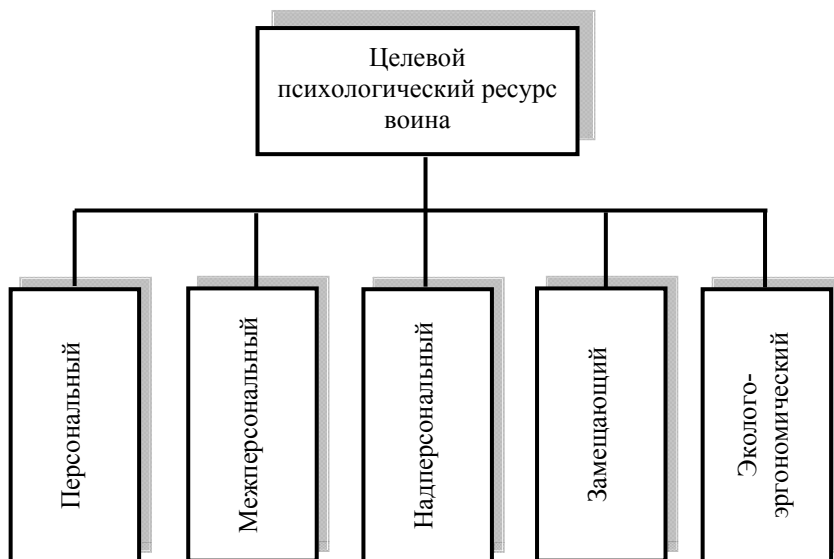 Целевой
психологический ресурс
воина
Персональный
Межперсональный
Надперсональный
Замещающий
Эколого-
эргономический